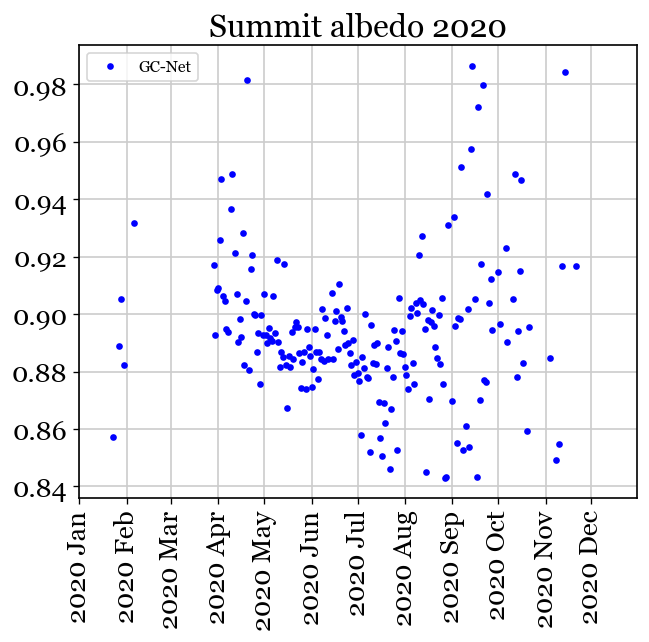 Summit albedo 2020
GC-Net
0.98
0.96
0.94
0.92
0.90
0.88
0.86
0.84
2020 Jan
2020 Feb
2020 Mar
2020 Apr
2020 May
2020 Jun
2020 Jul
2020 Aug
2020 Sep
2020 Oct
2020 Nov
2020 Dec